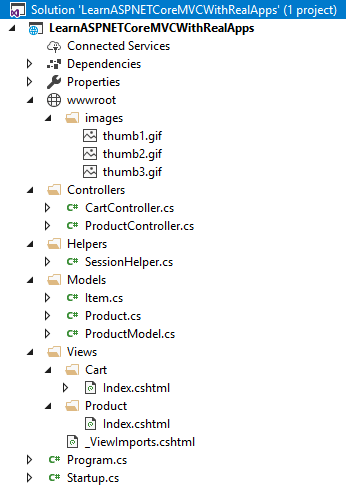 Solution 'LearnASPNETCoreMVCWithRealApps' (1 project)
LearnASPNETCoreMVCWithRealApps
Connected Services
Dependencies
Properties
wwwroot
images
thumb1.gif
thumb2.gif
thumb3.gif
Controllers
C# CartController.cs
C# ProductController.cs
Helpers
C# SessionHelper.cs
Models
C# Item.cs
C# Product.cs
C# ProductModel.cs
Views
Cart
Index.cshtml
Product
Index.cshtml
_ViewImports.cshtml
C# Program.cs
C# Startup.cs